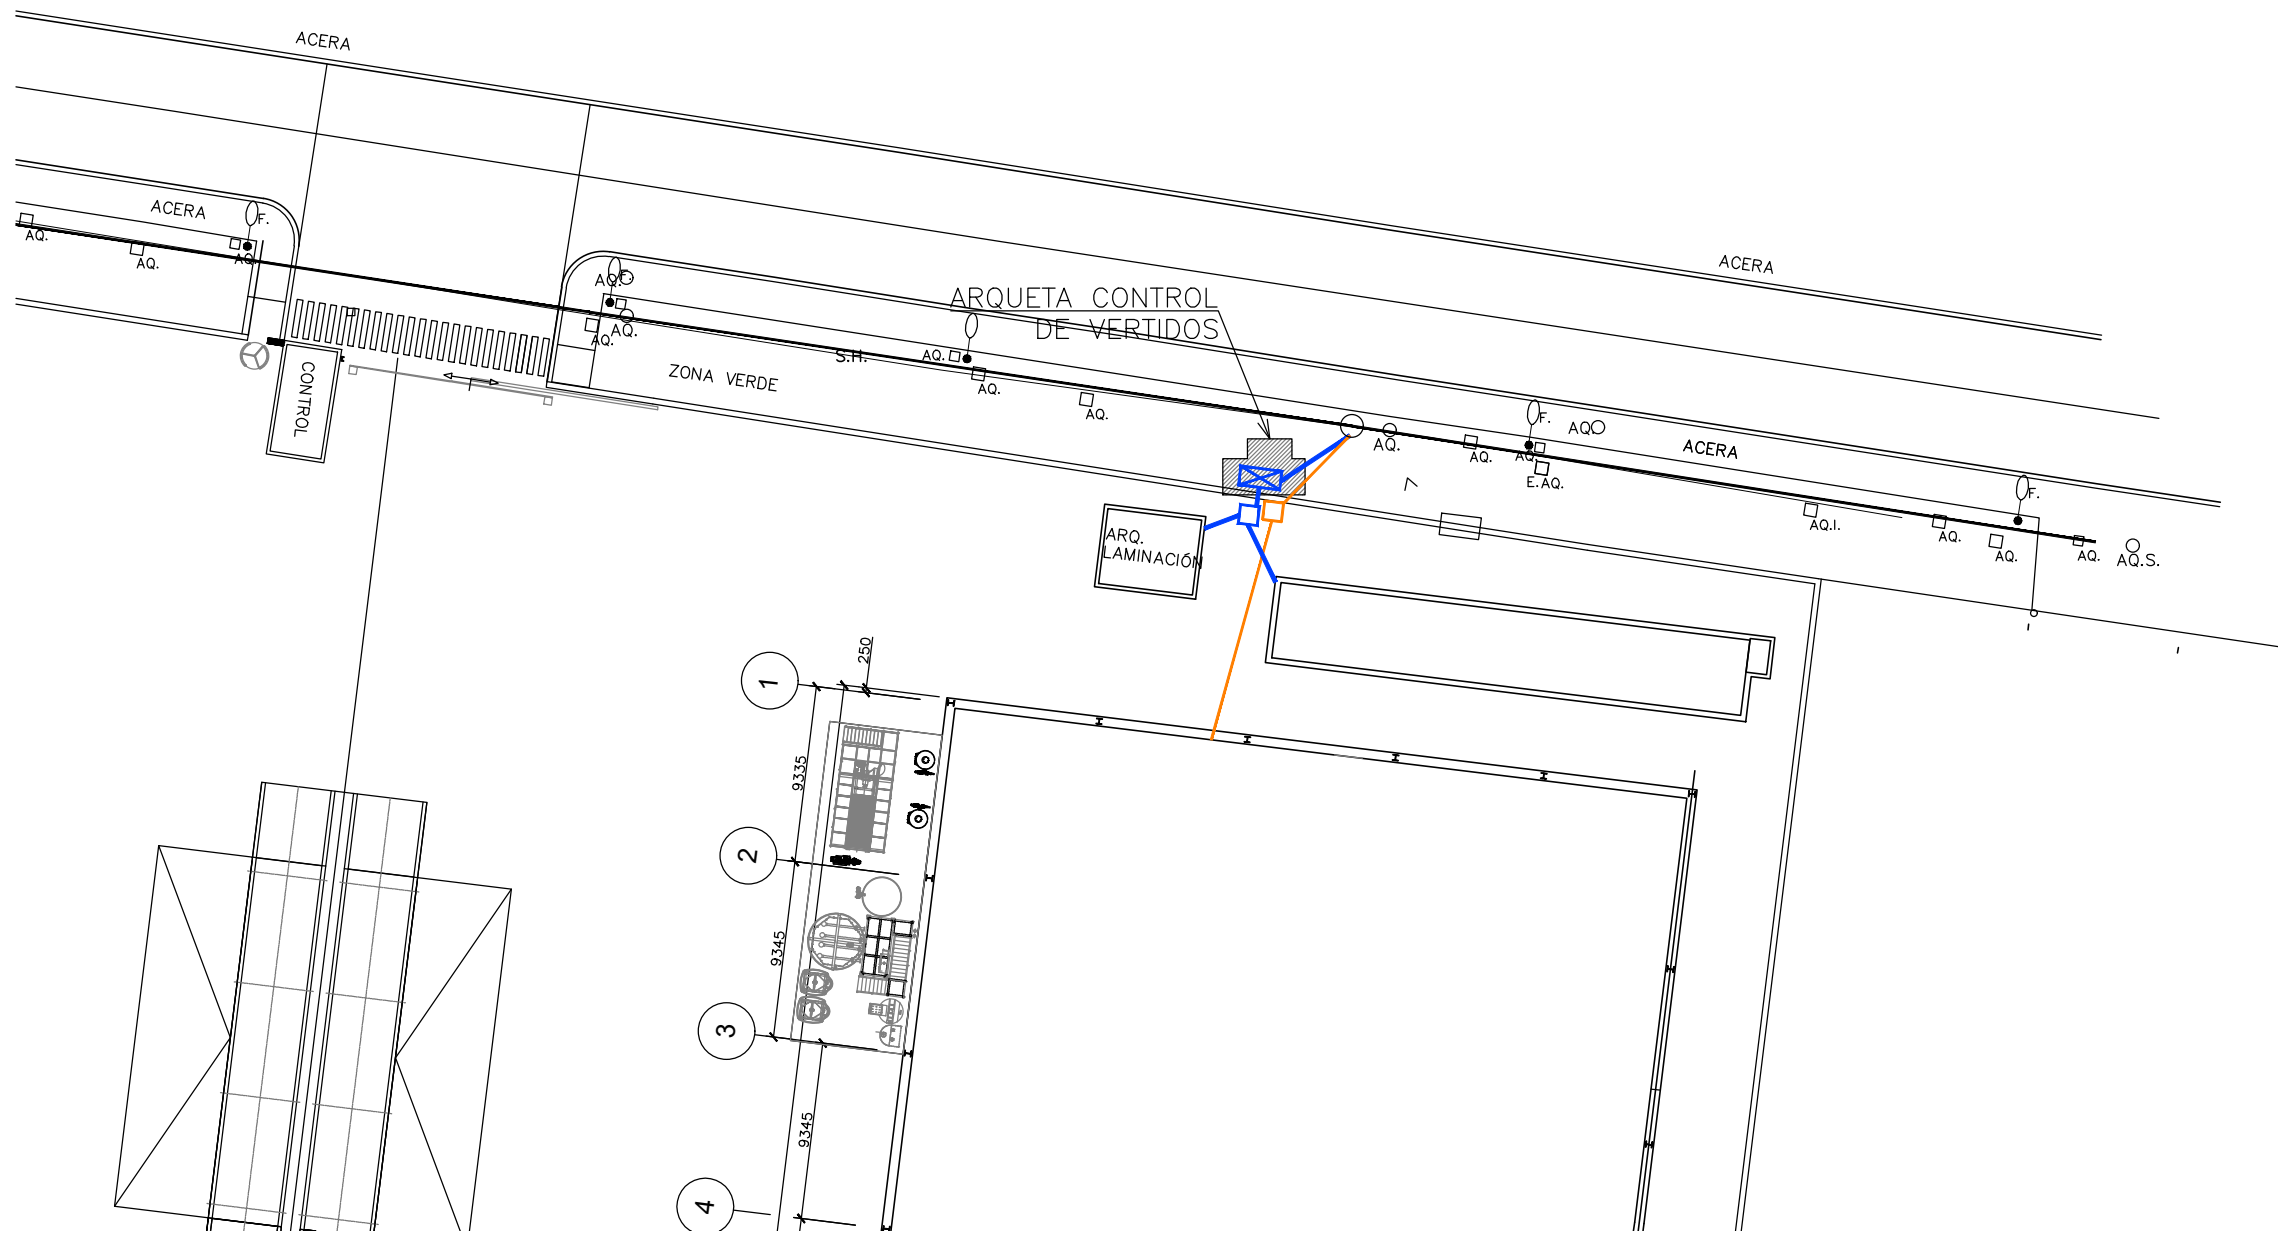 ACERA
ACERA
F.
AQ.
AQ.
AQ.
ACERA
AQ.
F.
ARQUETA CONTROL
DE VERTIDOS
AQ.
AQ.
S.H.
AQ.
ZONA VERDE
CONTROL
AQ.
AQ.
F.
AQ.
ACERA
AQ.
AQ.
AQ.
E.AQ.
F.
AQ.I.
AQ.
AQ.
AQ.
AQ.S.
ARQ.
LAMINACIÓN
250
1
9335
2
9345
3
9345
4